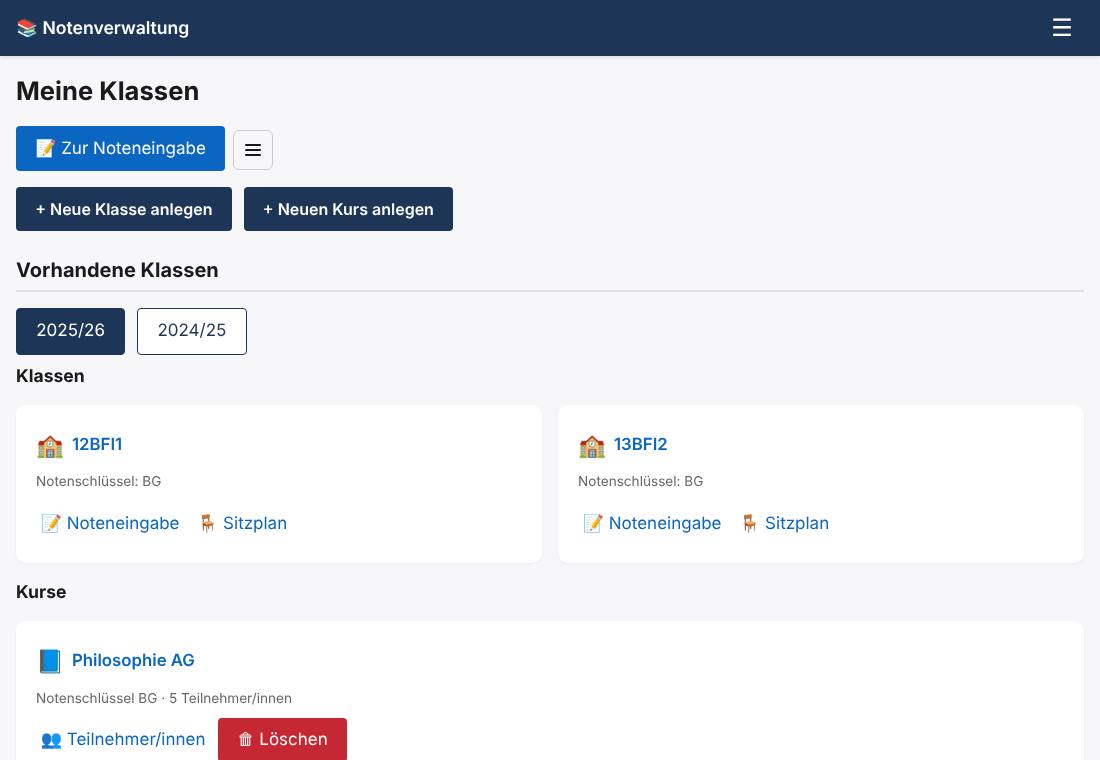 📚 Notenverwaltung ☰
Meine Klassen
📝 Zur Noteneingabe
+ Neue Klasse anlegen + Neuen Kurs anlegen
Vorhandene Klassen
2025/26 2024/25
Klassen
🏫 12BFI1
Notenschlüssel: BG
📝 Noteneingabe 🪑 Sitzplan
🏫 13BFI2
Notenschlüssel: BG
📝 Noteneingabe 🪑 Sitzplan
Kurse
📘 Philosophie AG
Notenschlüssel BG · 5 Teilnehmer/innen
👥 Teilnehmer/innen 🗑 Löschen